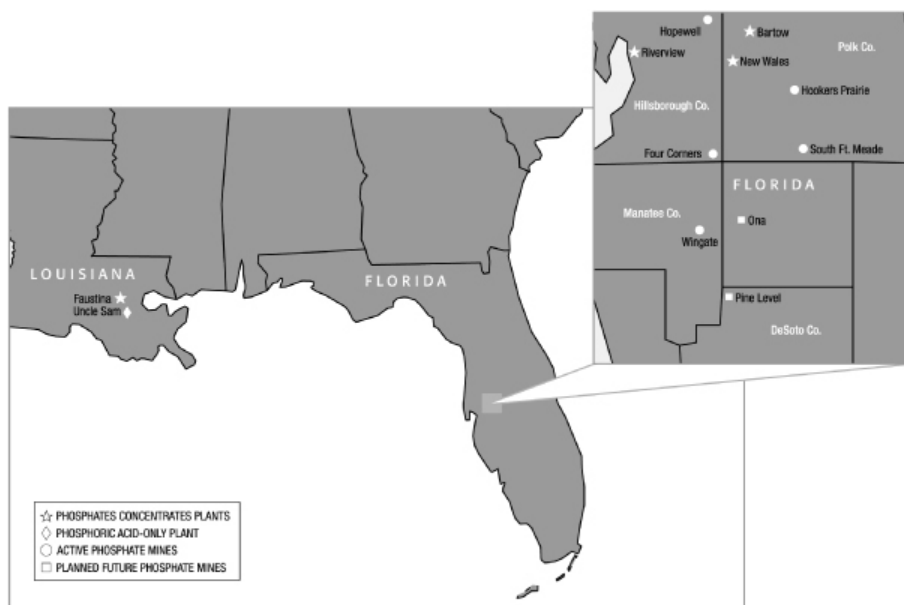 Hopewell
Bartow
Polk Co.
Riverview
New Wales
Hookers Prairie
Hillsborough Co.
Four Corners
South Ft. Meade
FLORIDA
Manatee Co.
Ona
Wingate
Pine Level
DeSoto Co.
LOUISIANA
FLORIDA
Faustina
Uncle Sam
PHOSPHATES CONCENTRATES PLANTS
PHOSPHORIC ACID-ONLY PLANT
ACTIVE PHOSPHATE MINES
PLANNED FUTURE PHOSPHATE MINES